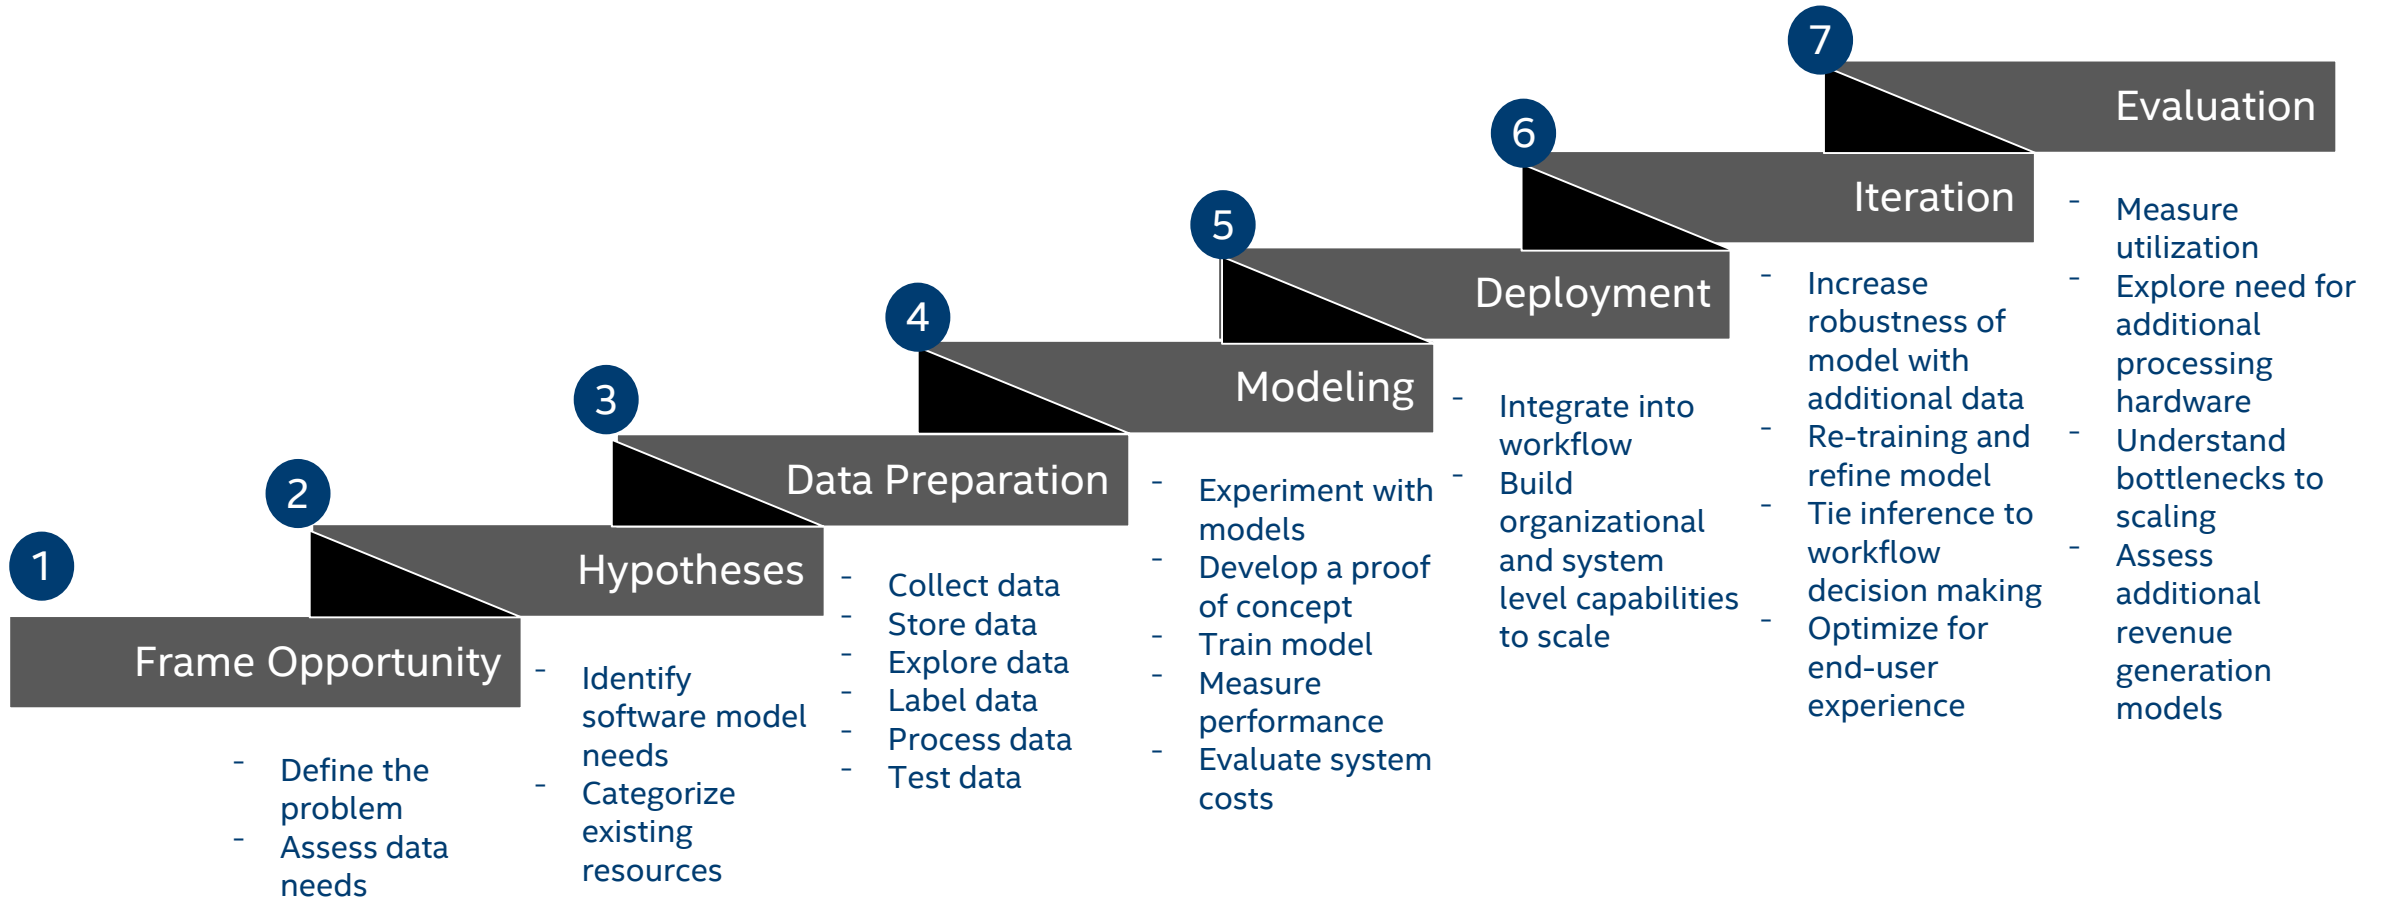 1
Frame Opportunity
- Define the
problem
- Assess data
needs
2
Hypotheses
- Identify
software model
needs
- Categorize
existing
resources
3
Data Preparation
- Collect data
- Store data
- Explore data
- Label data
- Process data
- Test data
4
Modeling
- Experiment with
models
- Develop a proof
of concept
- Train model
- Measure
performance
- Evaluate system
costs
5
Deployment
- Integrate into
workflow
- Build
organizational
and system
level capabilities
to scale
6
Iteration
- Increase
robustness of
model with
additional data
- Re-training and
refine model
- Tie inference to
workflow
decision making
- Optimize for
end-user
experience
7
Evaluation
- Measure
utilization
- Explore need for
additional
processing
hardware
- Understand
bottlenecks to
scaling
- Assess
additional
revenue
generation
models